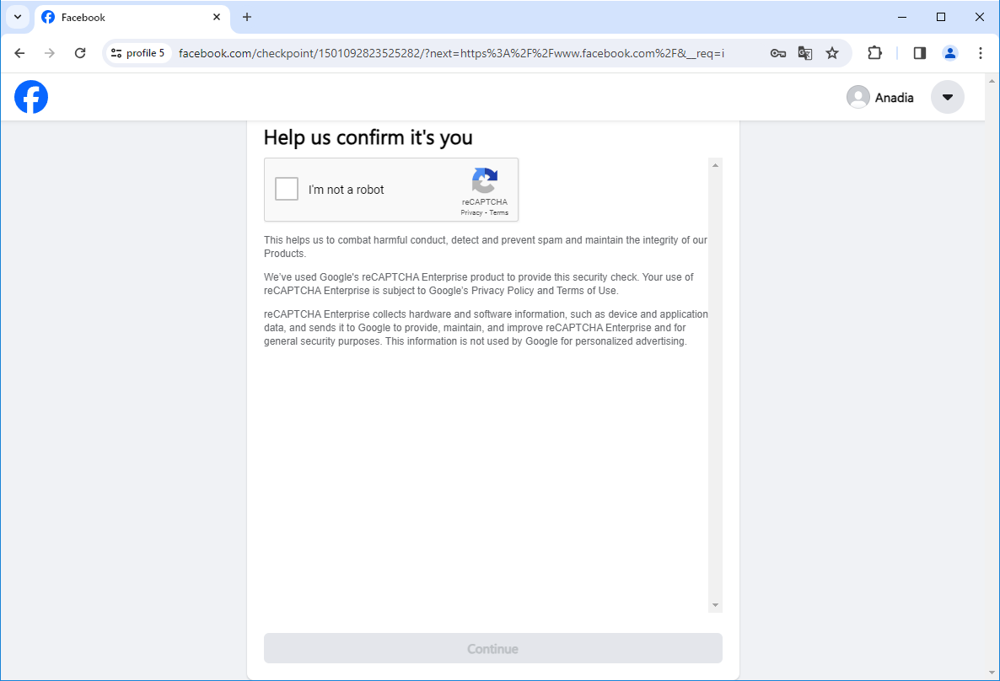 Facebook
profile 5
facebook.com/checkpoint/1501092823525282/?next=https%3A%2F%2Fwww.facebook.com%2F&__req=i
Anadia
Help us confirm it's you
I'm not a robot
reCAPTCHA
Privacy - Terms
This helps us to combat harmful conduct, detect and prevent spam and maintain the integrity of our
Products.
We’ve used Google's reCAPTCHA Enterprise product to provide this security check. Your use of
reCAPTCHA Enterprise is subject to Google’s Privacy Policy and Terms of Use.
reCAPTCHA Enterprise collects hardware and software information, such as device and application
data, and sends it to Google to provide, maintain, and improve reCAPTCHA Enterprise and for
general security purposes. This information is not used by Google for personalized advertising.
Continue